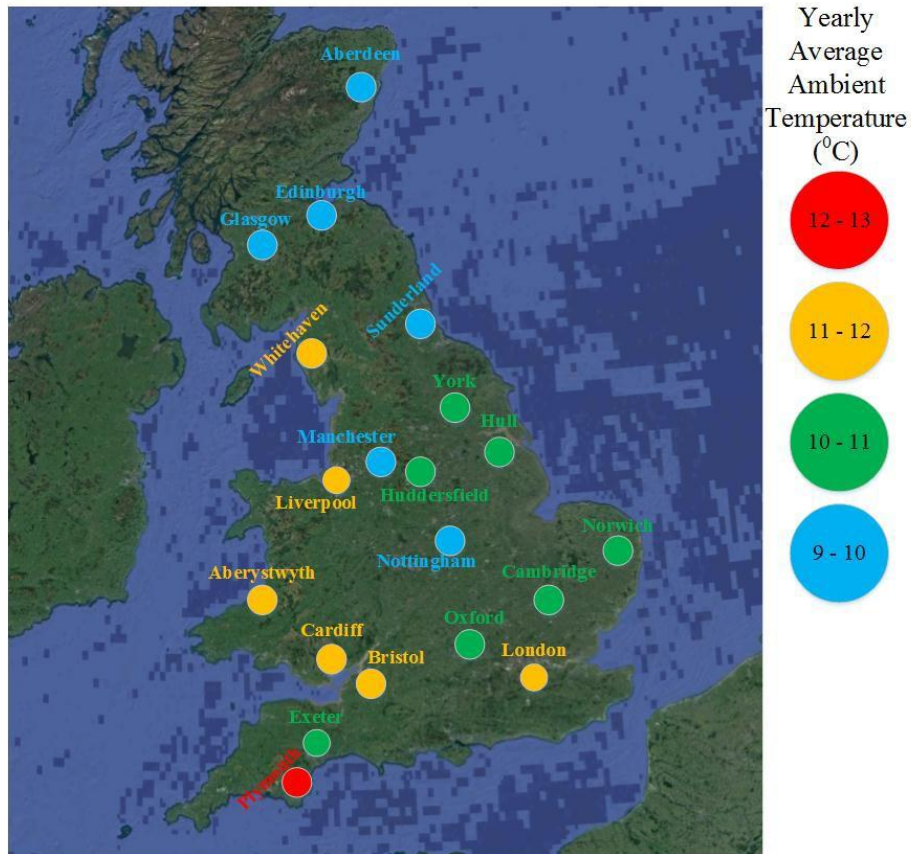 Yearly
Average
Ambient
Temperature
(⁰C)
12 - 13
11 - 12
10 - 11
9 - 10
Aberdeen
Edinburgh
Glasgow
Sunderland
Whitehaven
York
Hull
Manchester
Huddersfield
Liverpool
Nottingham
Norwich
Aberystwyth
Cambridge
Oxford
Cardiff
Bristol
London
Exeter
Plymouth